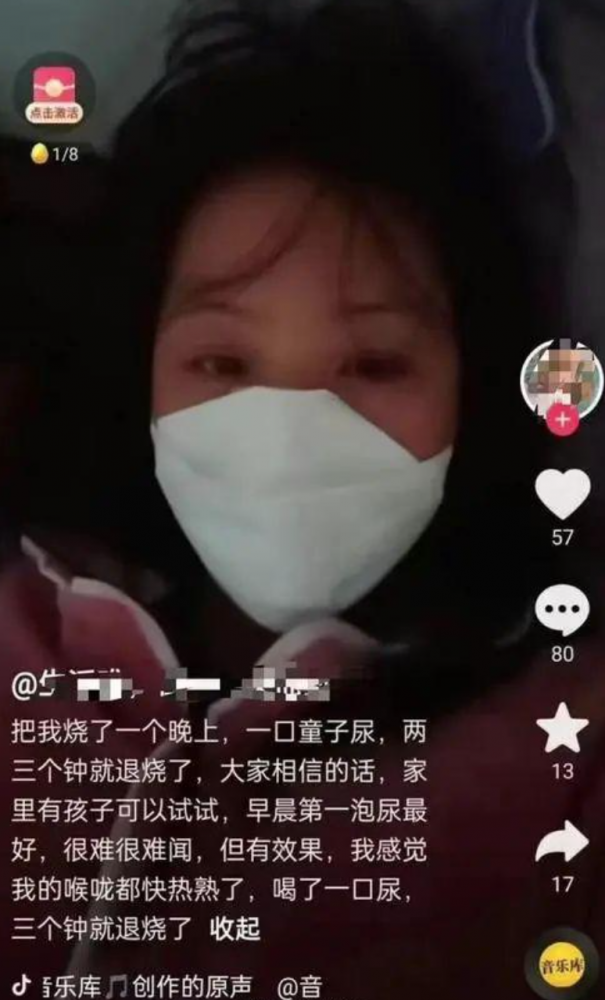 点击激活
1/8
57
80
13
17
把我烧了一个晚上，一口童子尿，两
三个钟就退烧了，大家相信的话，家
里有孩子可以试试，早晨第一泡尿最
好，很难很难闻，但有效果，我感觉
我的喉咙都快热熟了，喝了一口尿，
三个钟就退烧了 收起
音乐库
音乐库🎵创作的原声 @音